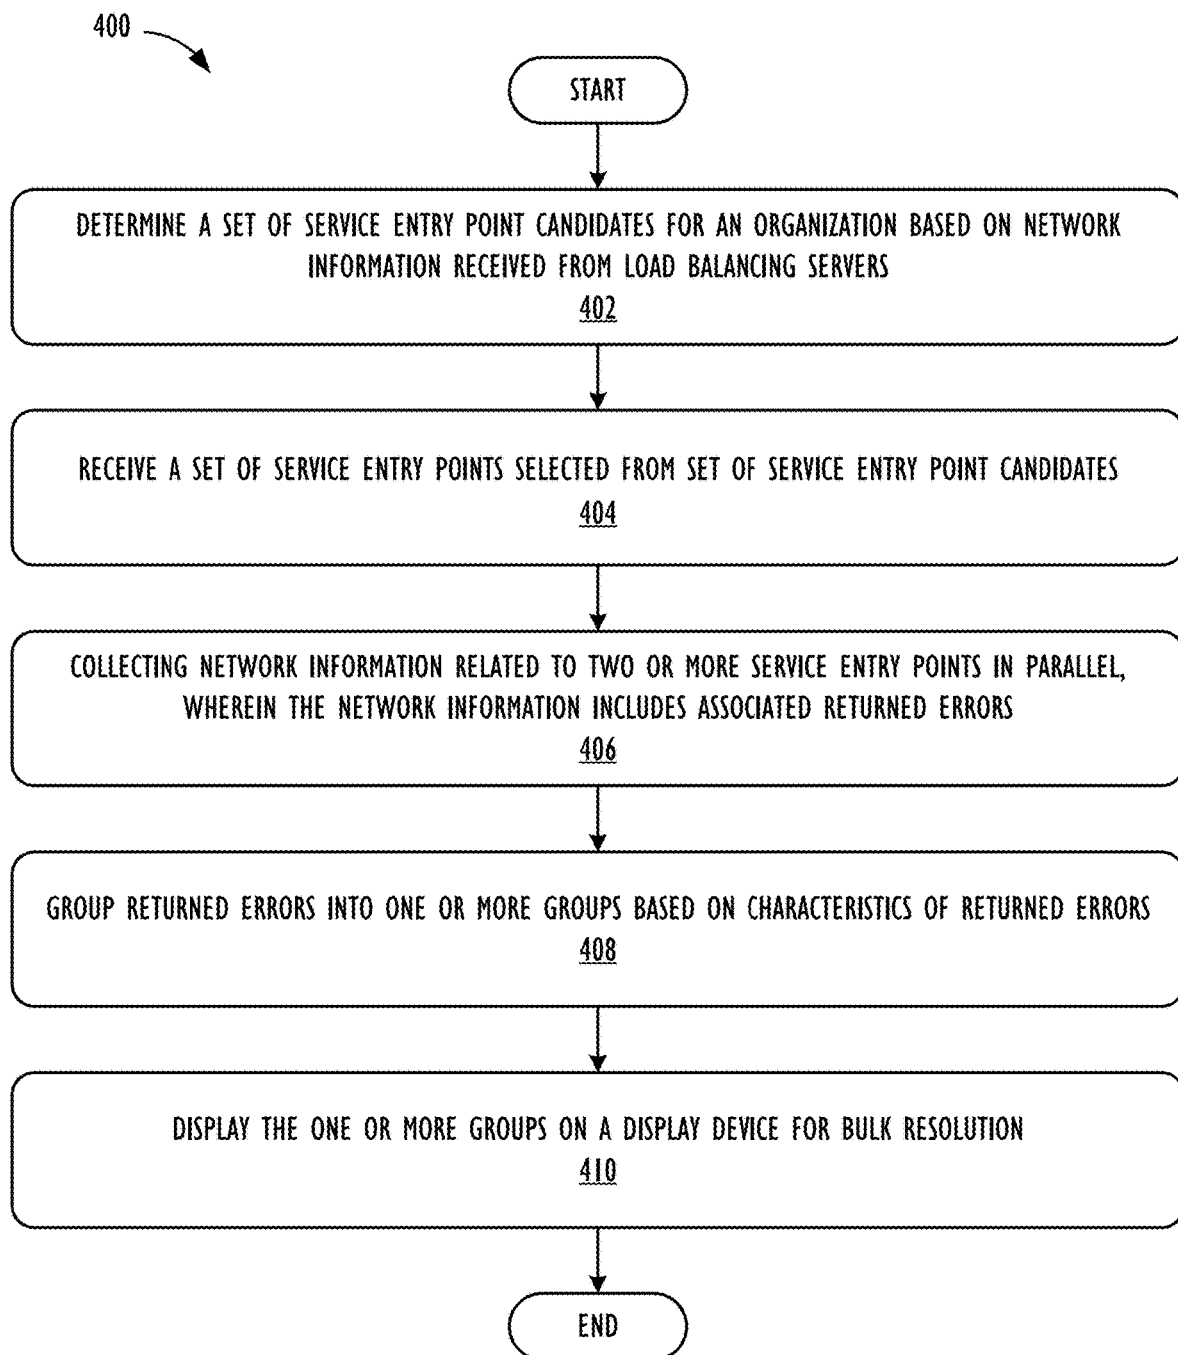 400
START
DETERMINE A SET OF SERVICE ENTRY POINT CANDIDATES FOR AN ORGANIZATION BASED ON NETWORK
INFORMATION RECEIVED FROM LOAD BALANCING SERVERS
402
RECEIVE A SET OF SERVICE ENTRY POINTS SELECTED FROM SET OF SERVICE ENTRY POINT CANDIDATES
404
COLLECTING NETWORK INFORMATION RELATED TO TWO OR MORE SERVICE ENTRY POINTS IN PARALLEL,
WHEREIN THE NETWORK INFORMATION INCLUDES ASSOCIATED RETURNED ERRORS
406
GROUP RETURNED ERRORS INTO ONE OR MORE GROUPS BASED ON CHARACTERISTICS OF RETURNED ERRORS
408
DISPLAY THE ONE OR MORE GROUPS ON A DISPLAY DEVICE FOR BULK RESOLUTION
410
END